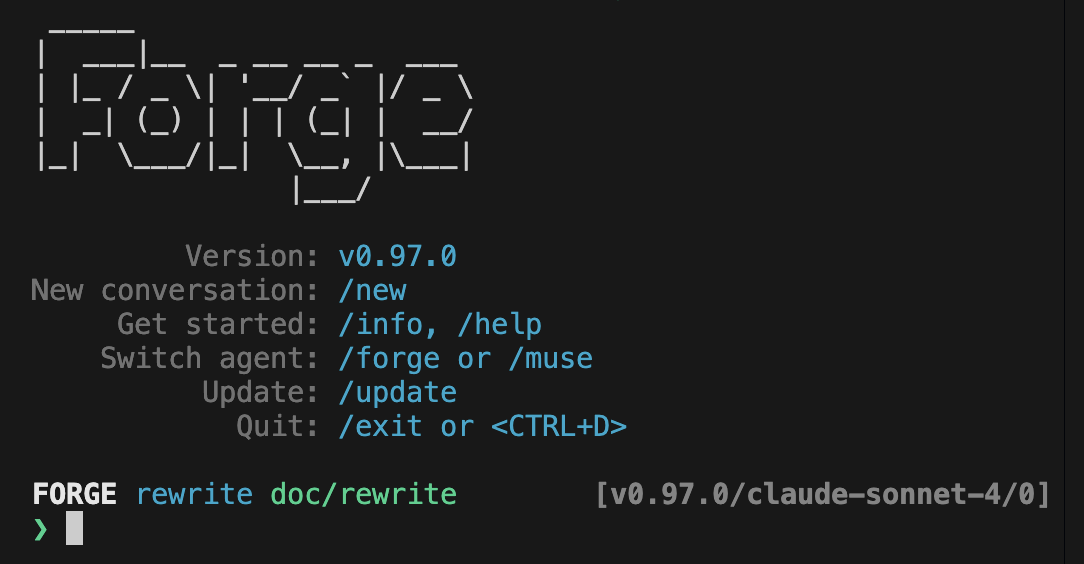 Forge
Version: v0.97.0
New conversation: /new
Get started: /info, /help
Switch agent: /forge or /muse
Update: /update
Quit: /exit or <CTRL+D>
FORGE rewrite doc/rewrite [v0.97.0/claude-sonnet-4/0]
❯